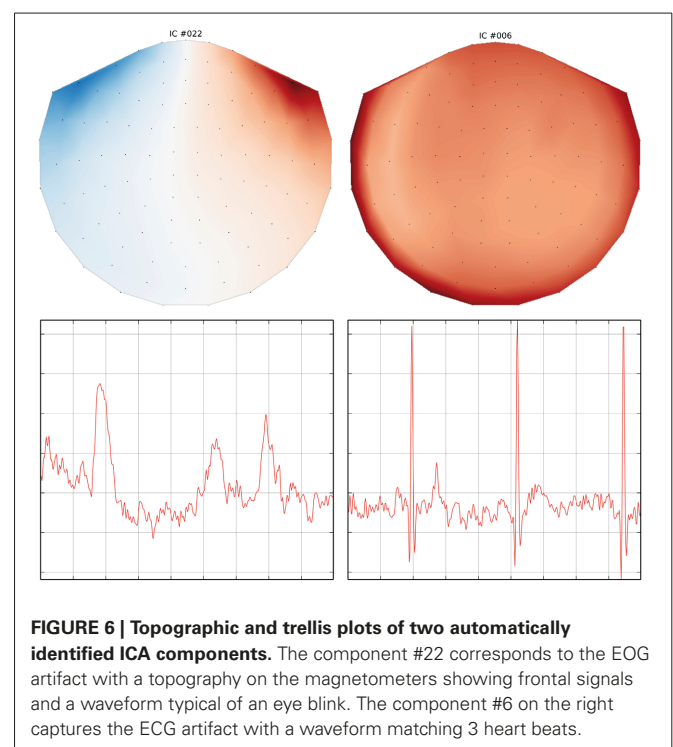 IC #022
IC #006
FIGURE 6 | Topographic and trellis plots of two automatically
identified ICA components. The component #22 corresponds to the EOG
artifact with a topography on the magnetometers showing frontal signals
and a waveform typical of an eye blink. The component #6 on the right
captures the ECG artifact with a waveform matching 3 heart beats.